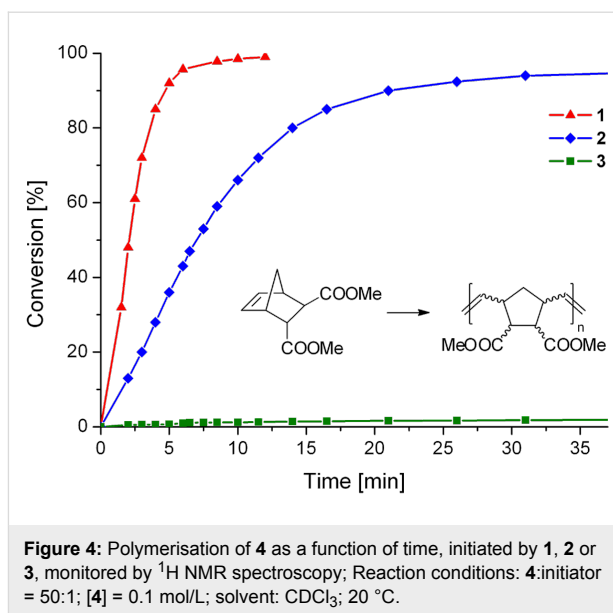 100
80
60
40
20
0
Conversion [%]
1
2
3
COOMe
COOMe
n
MeOOC
COOMe
0 5 10 15 20 25 30 35
Time [min]
Figure 4: Polymerisation of 4 as a function of time, initiated by 1, 2 or
3, monitored by ¹H NMR spectroscopy; Reaction conditions: 4:initiator
= 50:1; [4] = 0.1 mol/L; solvent: CDCl₃; 20 °C.